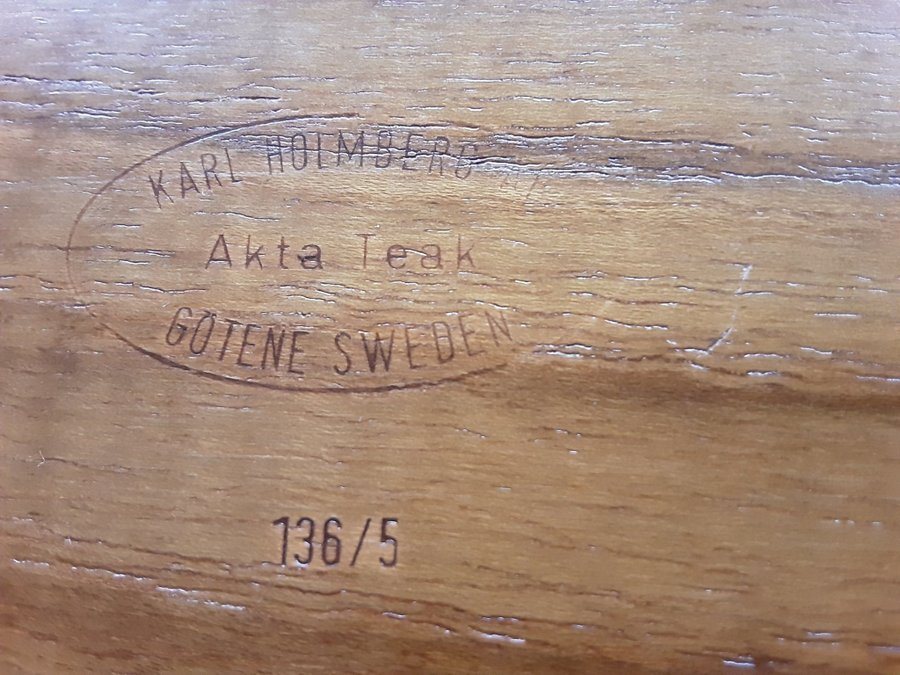 KARL HOLMBERG
Akta Teak
GÖTENE SWEDEN
136/5